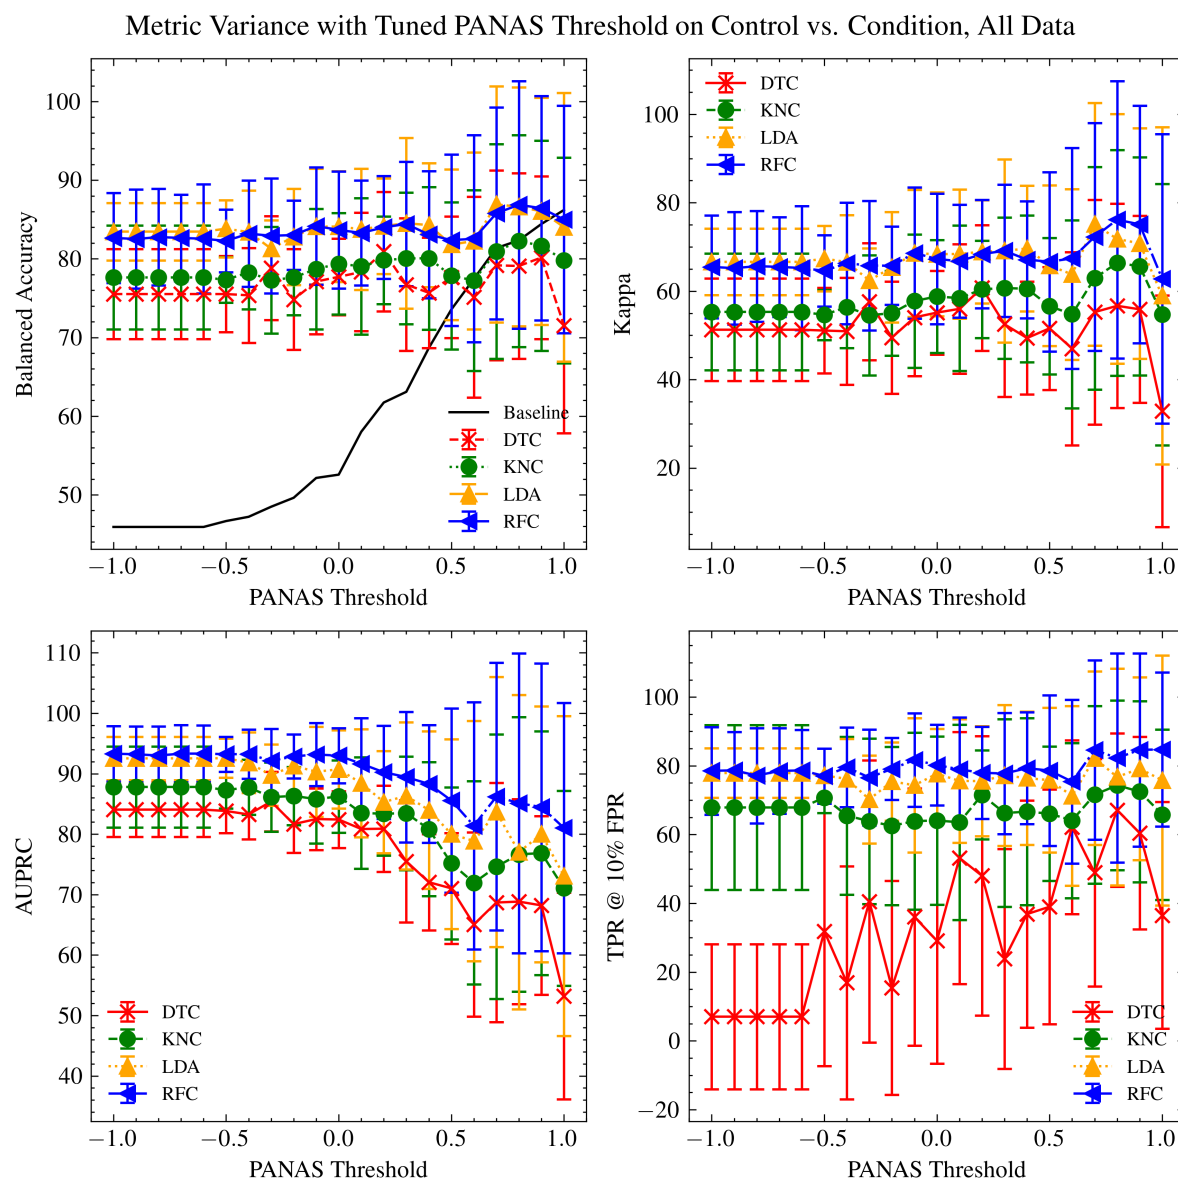 Metric Variance with Tuned PANAS Threshold on Control vs. Condition, All Data
Balanced Accuracy
100
90
80
70
60
50
−1.0 −0.5 0.0 0.5 1.0
PANAS Threshold
Baseline
DTC
KNC
LDA
RFC
Kappa
100
80
60
40
20
−1.0 −0.5 0.0 0.5 1.0
PANAS Threshold
DTC
KNC
LDA
RFC
AUPRC
110
100
90
80
70
60
50
40
−1.0 −0.5 0.0 0.5 1.0
PANAS Threshold
DTC
KNC
LDA
RFC
TPR @ 10% FPR
100
80
60
40
20
0
−20
−1.0 −0.5 0.0 0.5 1.0
PANAS Threshold
DTC
KNC
LDA
RFC